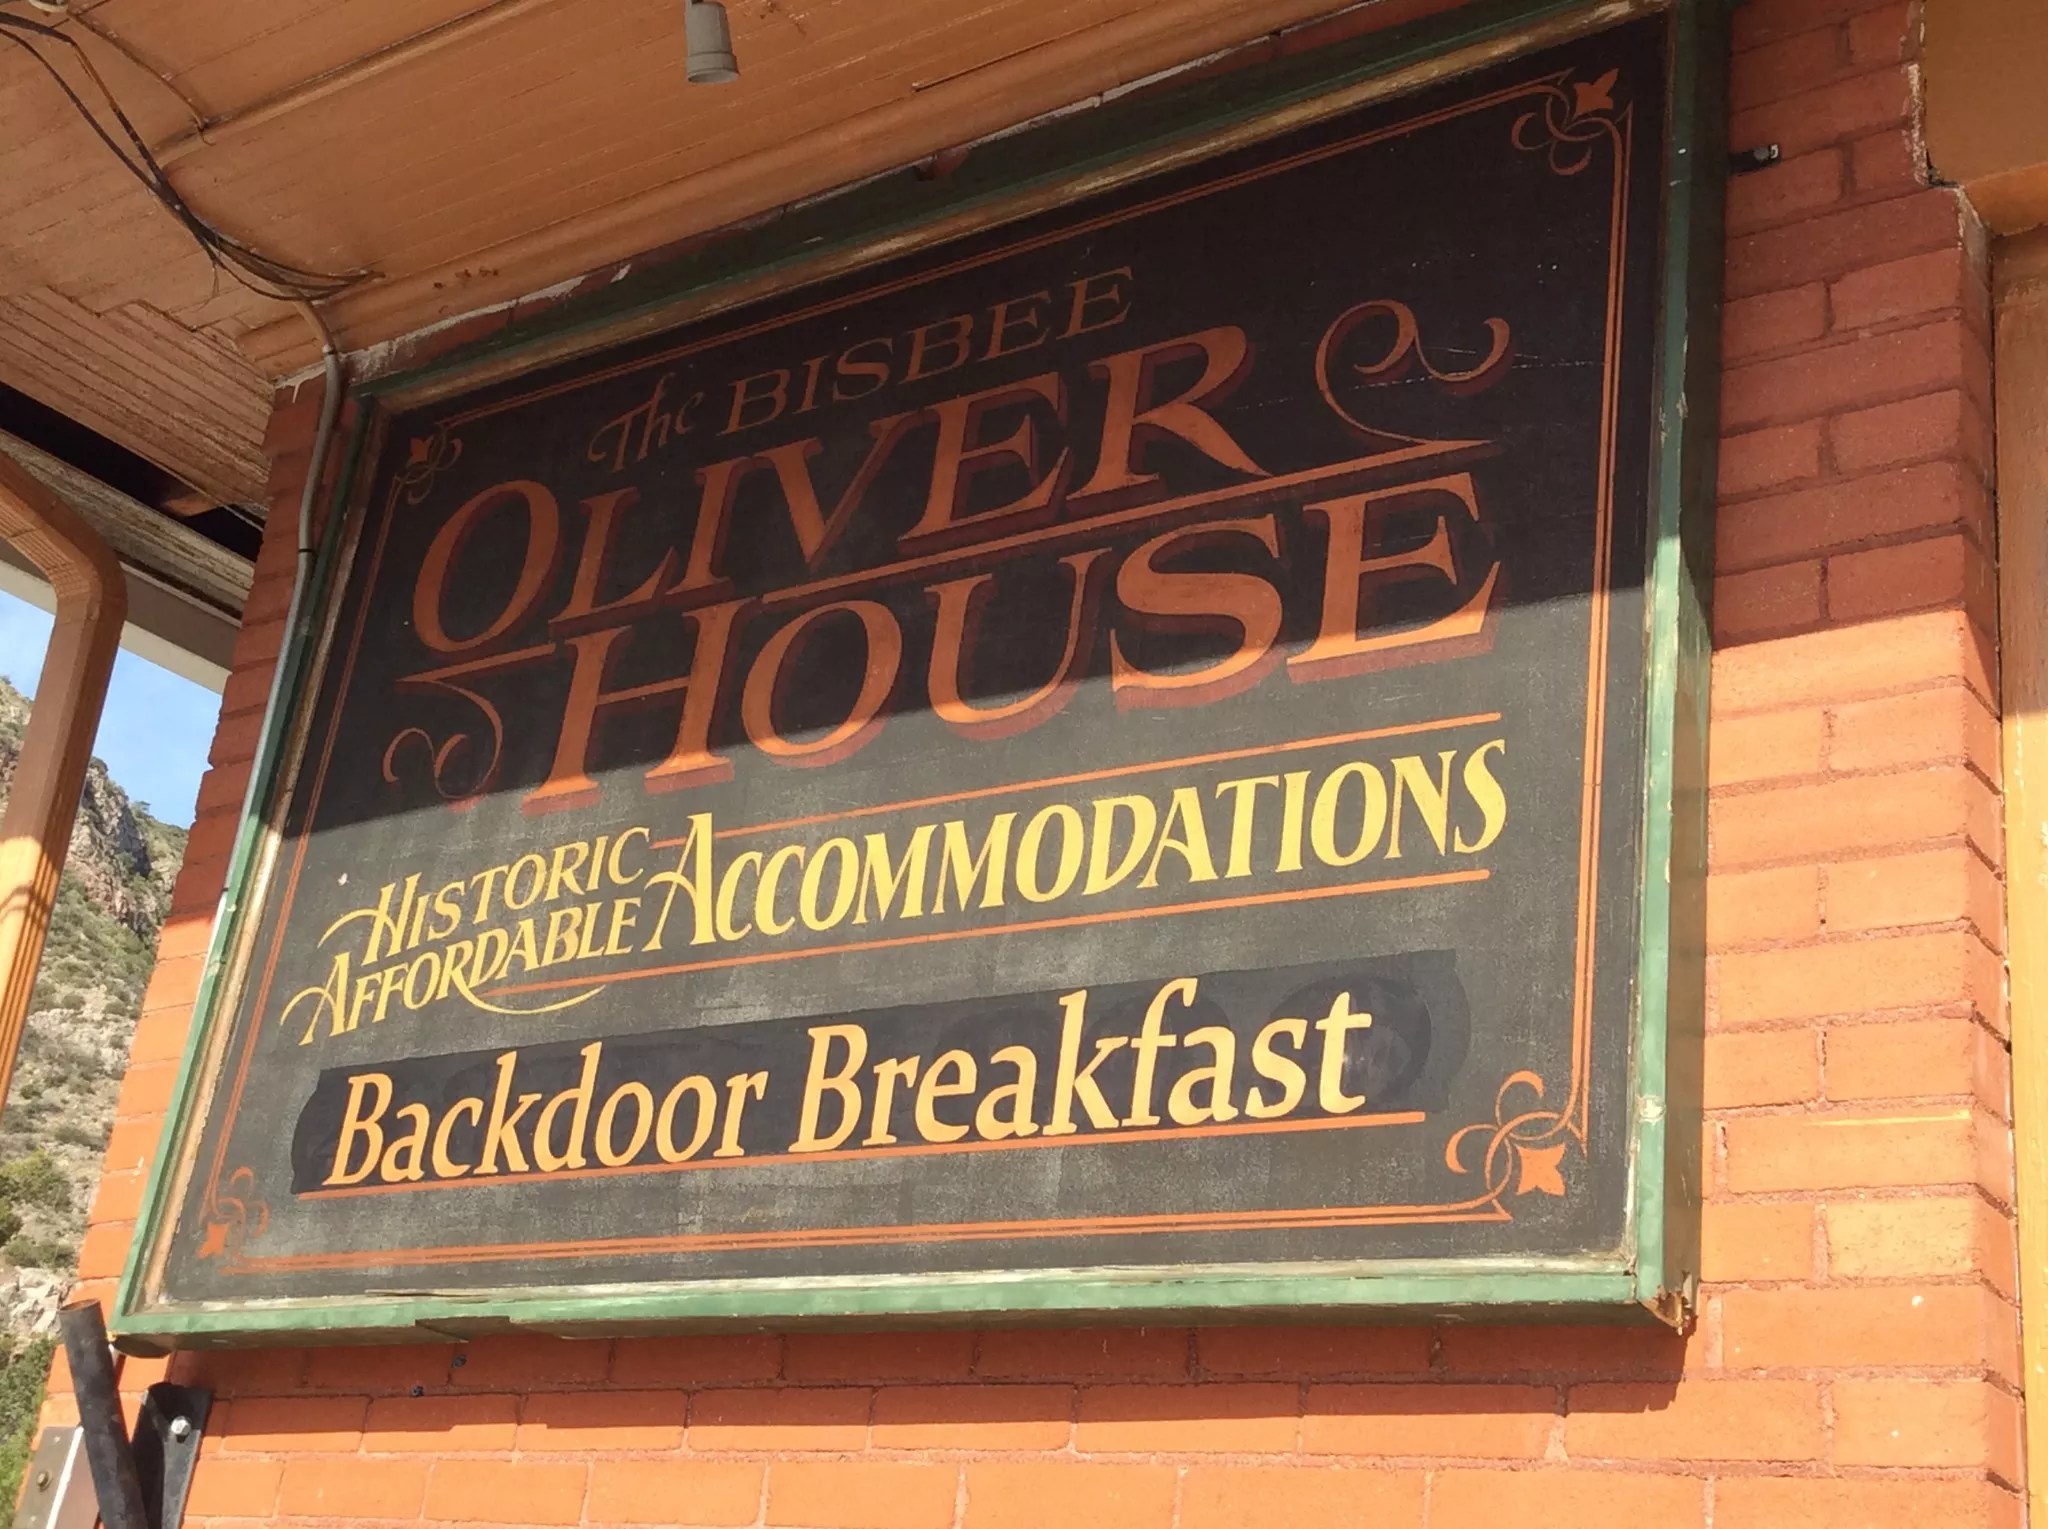 The BISBEE
OLIVER
HOUSE
HISTORIC
AFFORDABLE ACCOMMODATIONS
Backdoor Breakfast